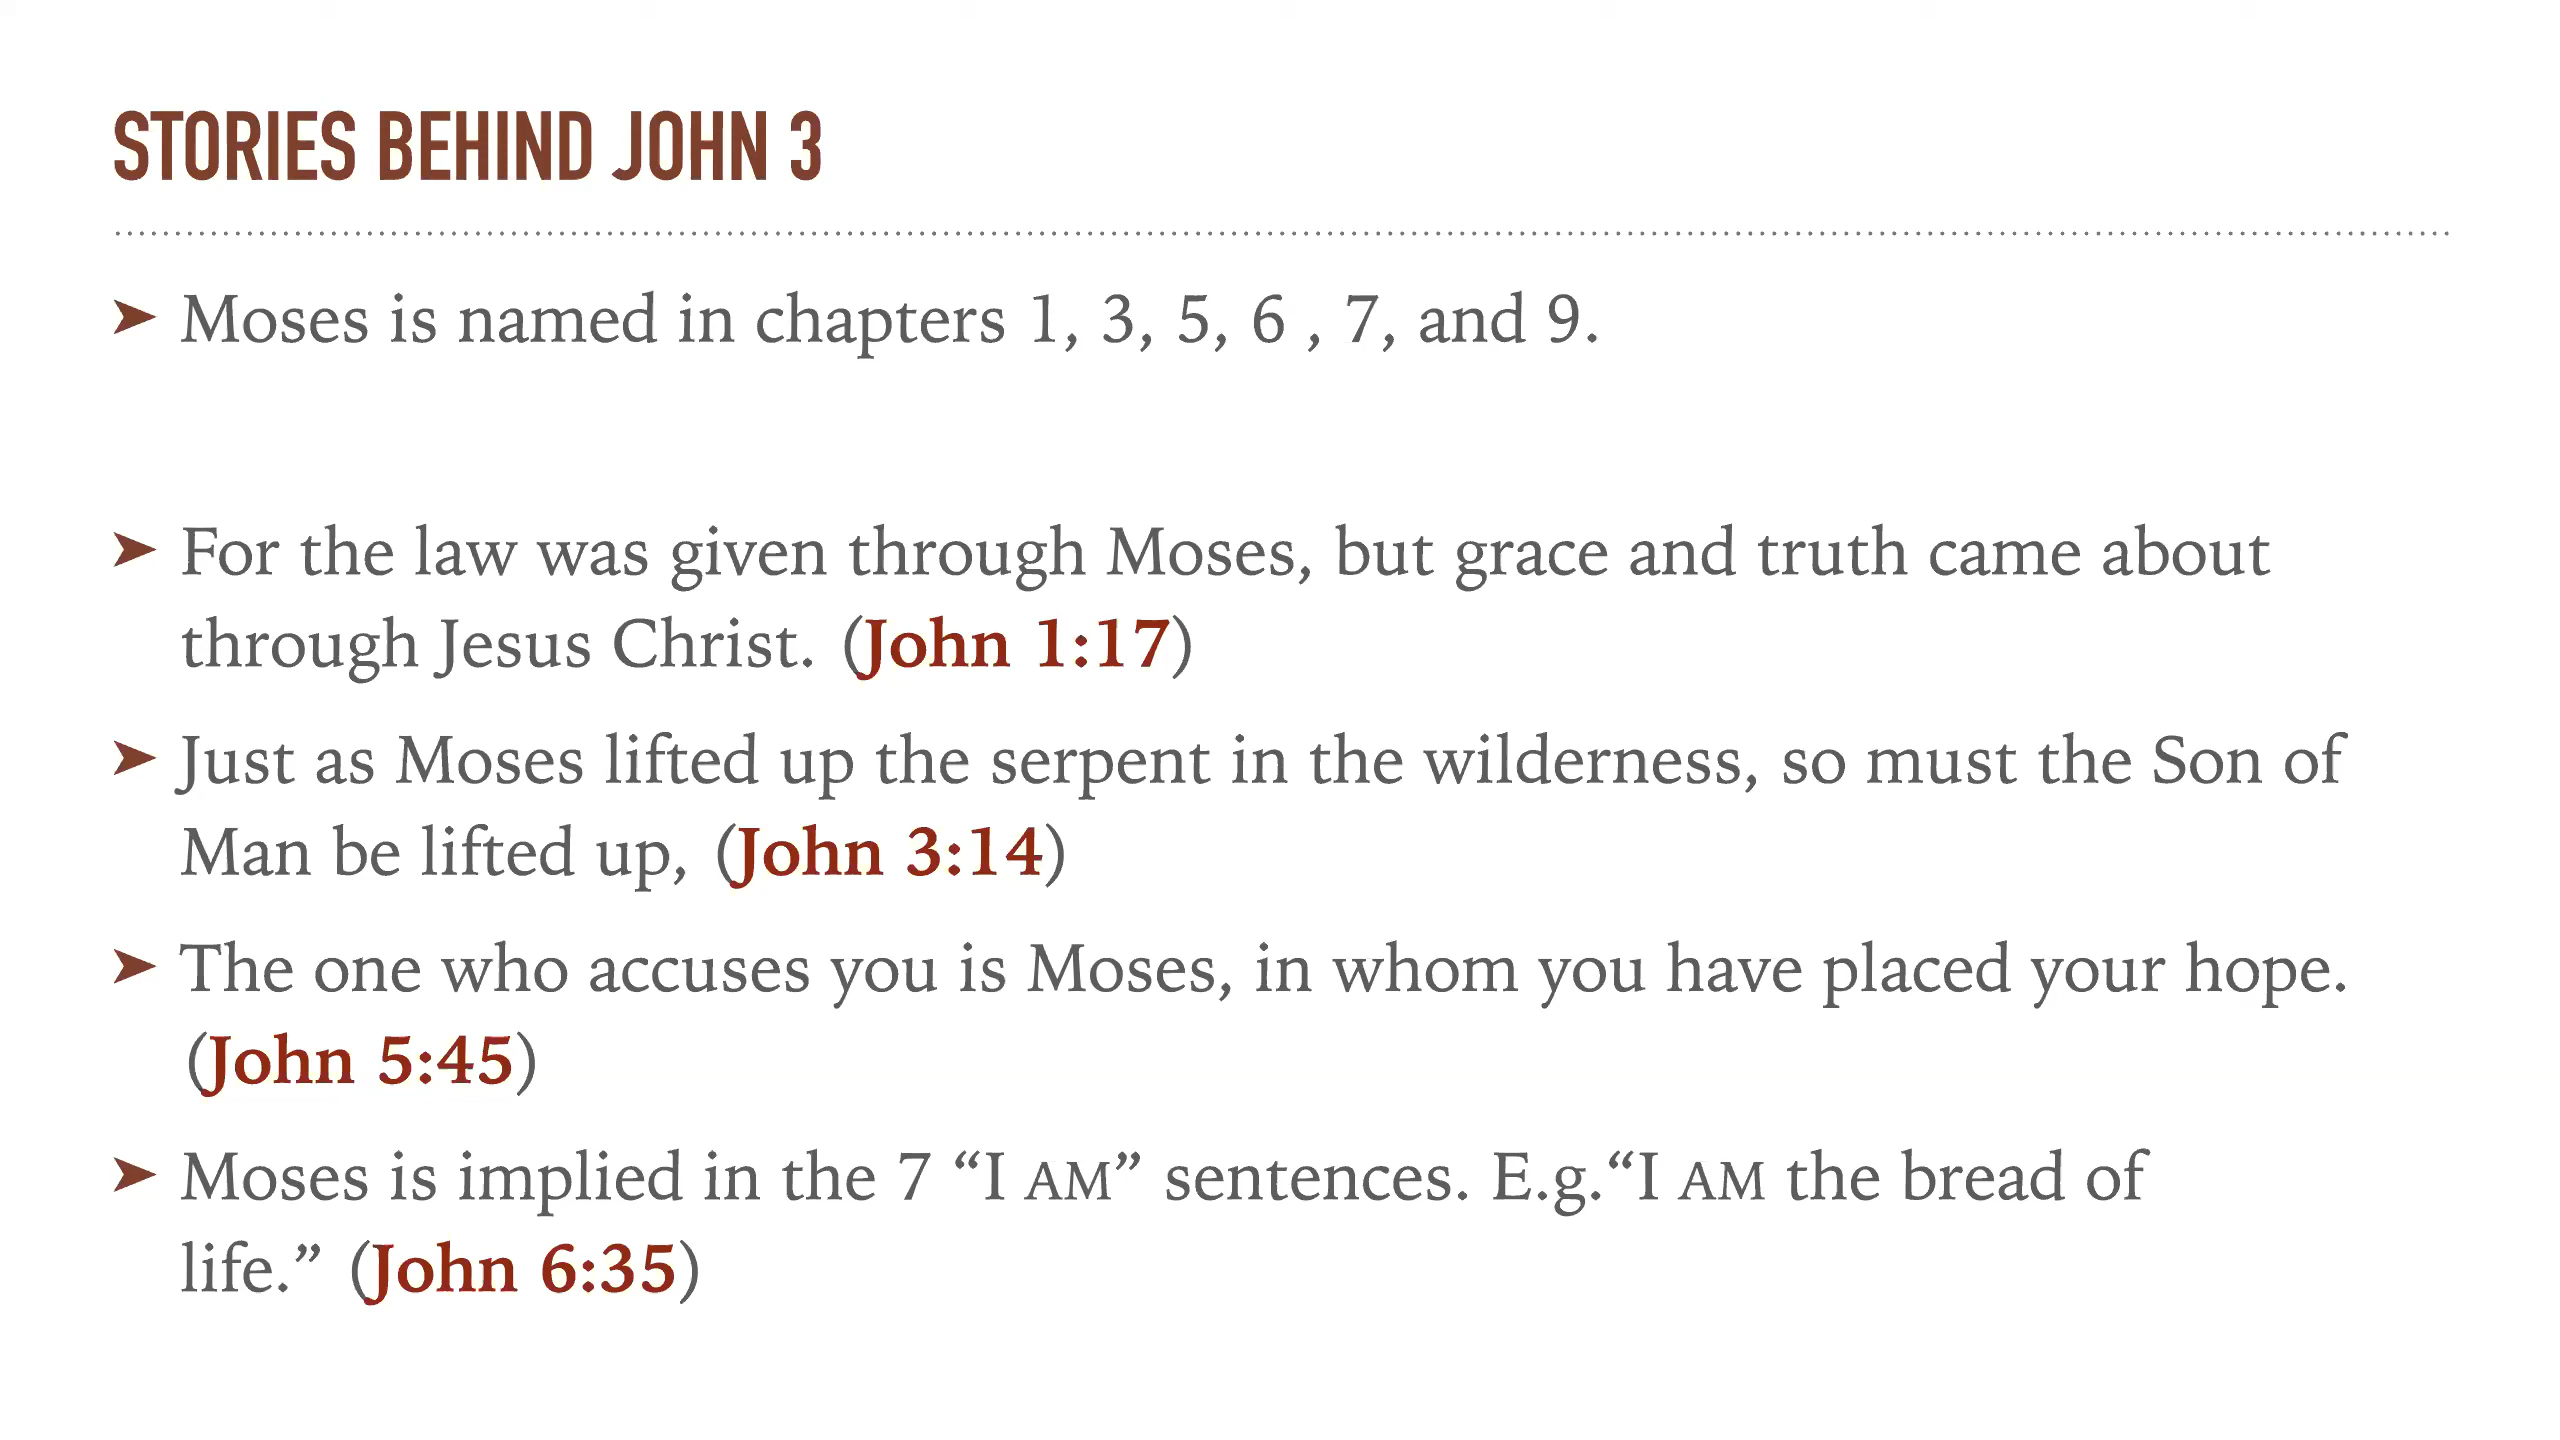 STORIES BEHIND JOHN 3
➤ Moses is named in chapters 1, 3, 5, 6 , 7, and 9.
➤ For the law was given through Moses, but grace and truth came about
through Jesus Christ. (John 1:17)
➤ Just as Moses lifted up the serpent in the wilderness, so must the Son of
Man be lifted up, (John 3:14)
➤ The one who accuses you is Moses, in whom you have placed your hope.
(John 5:45)
➤ Moses is implied in the 7 “I AM” sentences. E.g.“I AM the bread of
life.” (John 6:35)